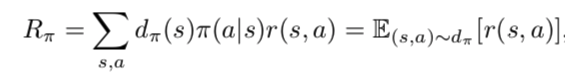 R_π = ∑_{s,a} d_π(s)π(a|s)r(s, a) = 𝔼_{(s,a)∼d_π}[r(s, a)],